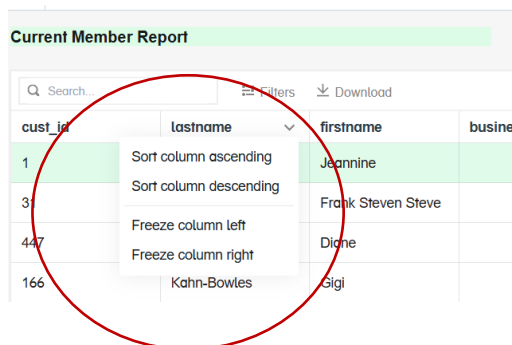 Current Member Report
Search... Filters Download
cust_id lastname firstname
1 Jeannine
Sort column ascending
Sort column descending
31 Frank Steven Steve
Freeze column left
447 Diane
Freeze column right
166 Kahn-Bowles Gigi